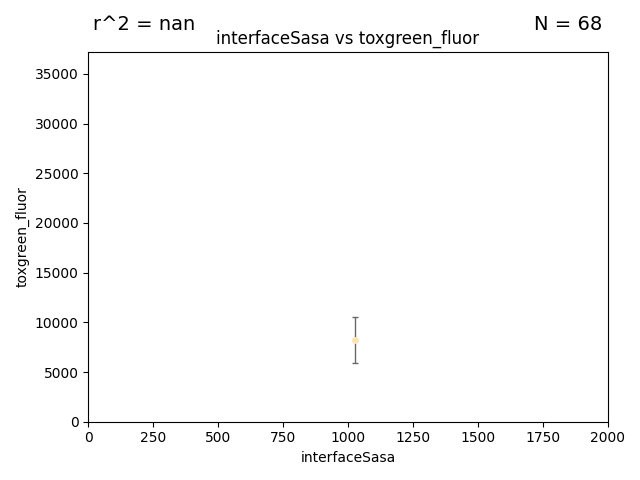 r^2 = nan
N = 68
interfaceSasa vs toxgreen_fluor
35000
30000
25000
20000
15000
10000
5000
0
toxgreen_fluor
0 250 500 750 1000 1250 1500 1750 2000
interfaceSasa